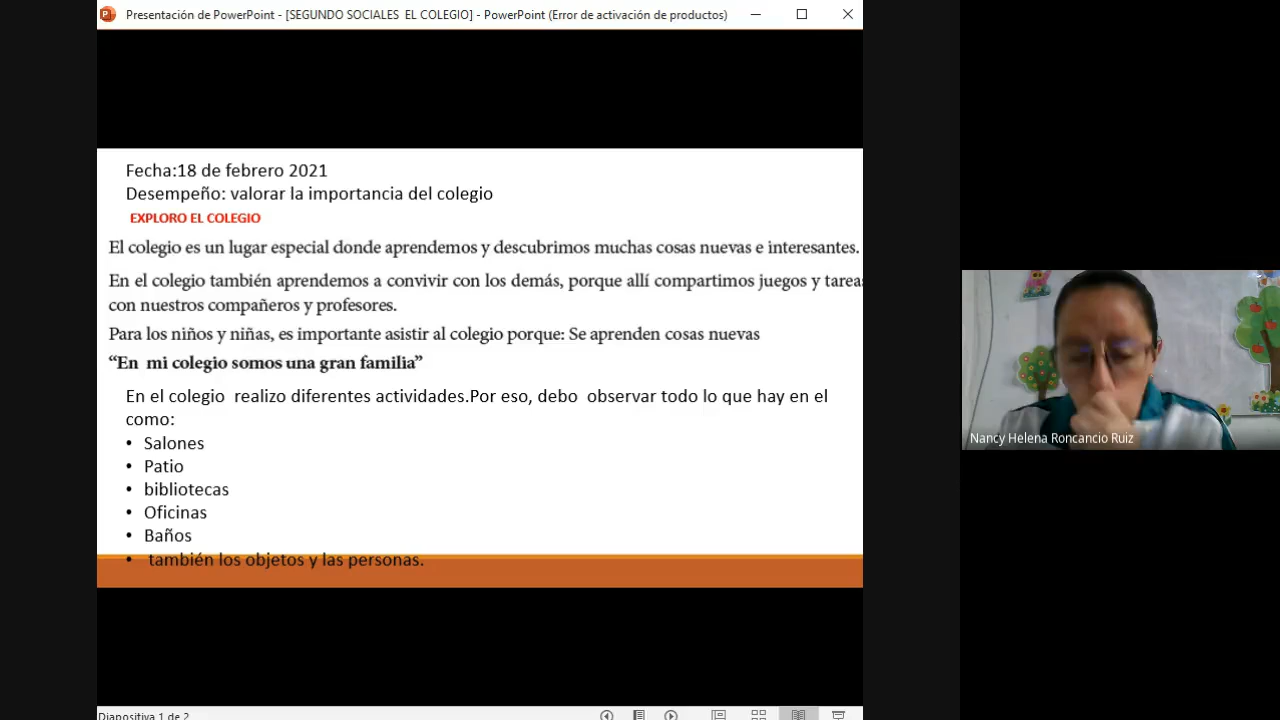 Presentación de PowerPoint - [SEGUNDO SOCIALES  EL COLEGIO] - PowerPoint (Error de activación de productos)
Fecha:18 de febrero 2021
Desempeño: valorar la importancia del colegio
EXPLORO EL COLEGIO
El colegio es un lugar especial donde aprendemos y descubrimos muchas cosas nuevas e interesantes.
En el colegio también aprendemos a convivir con los demás, porque allí compartimos juegos y tareas
con nuestros compañeros y profesores.
Para los niños y niñas, es importante asistir al colegio porque: Se aprenden cosas nuevas
“En  mi colegio somos una gran familia”
En el colegio  realizo diferentes actividades.Por eso, debo  observar todo lo que hay en el
como:
• Salones
• Patio
• bibliotecas
• Oficinas
• Baños
• también los objetos y las personas.
Nancy Helena Roncancio Ruiz
Diapositiva 1 de 2